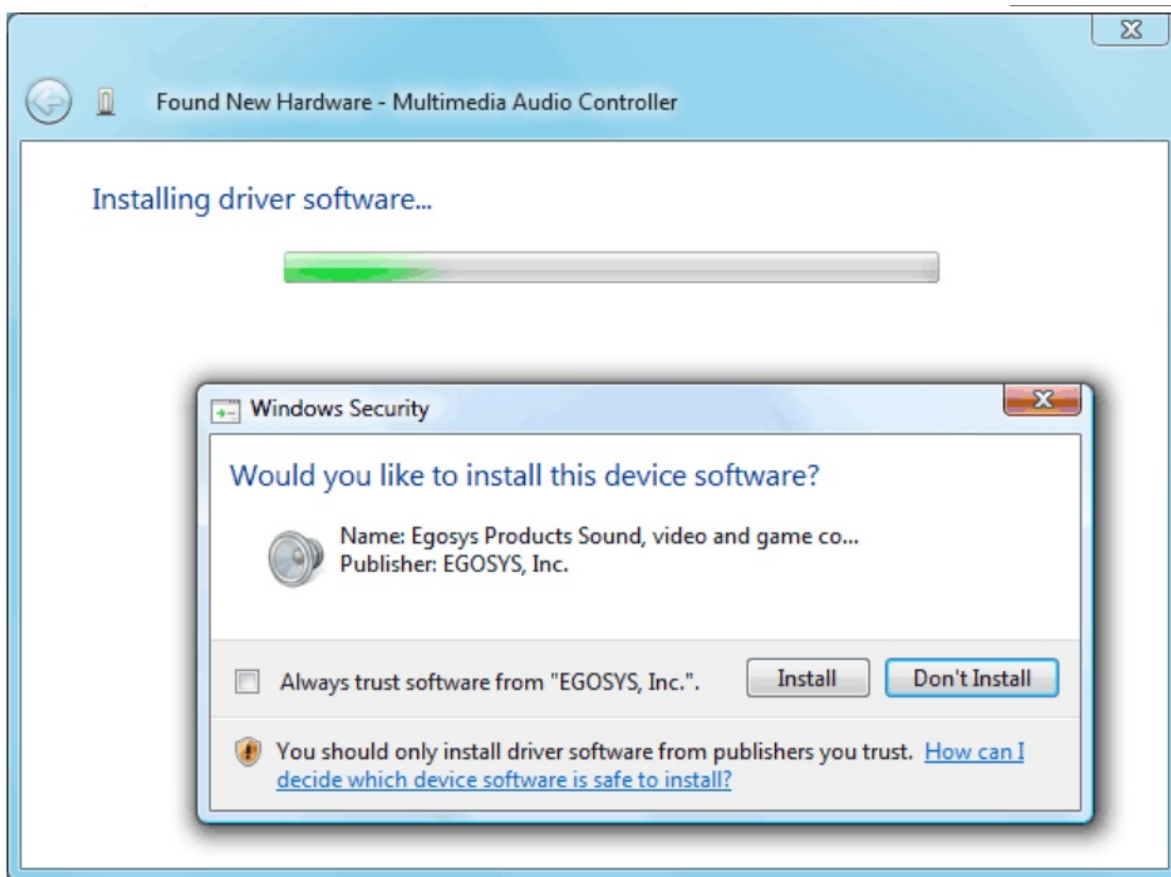 Found New Hardware - Multimedia Audio Controller
Installing driver software...
Windows Security
Would you like to install this device software?
Name: Egosys Products Sound, video and game co...
Publisher: EGOSYS, Inc.
Always trust software from "EGOSYS, Inc.".
Install
Don't Install
You should only install driver software from publishers you trust. How can I
decide which device software is safe to install?